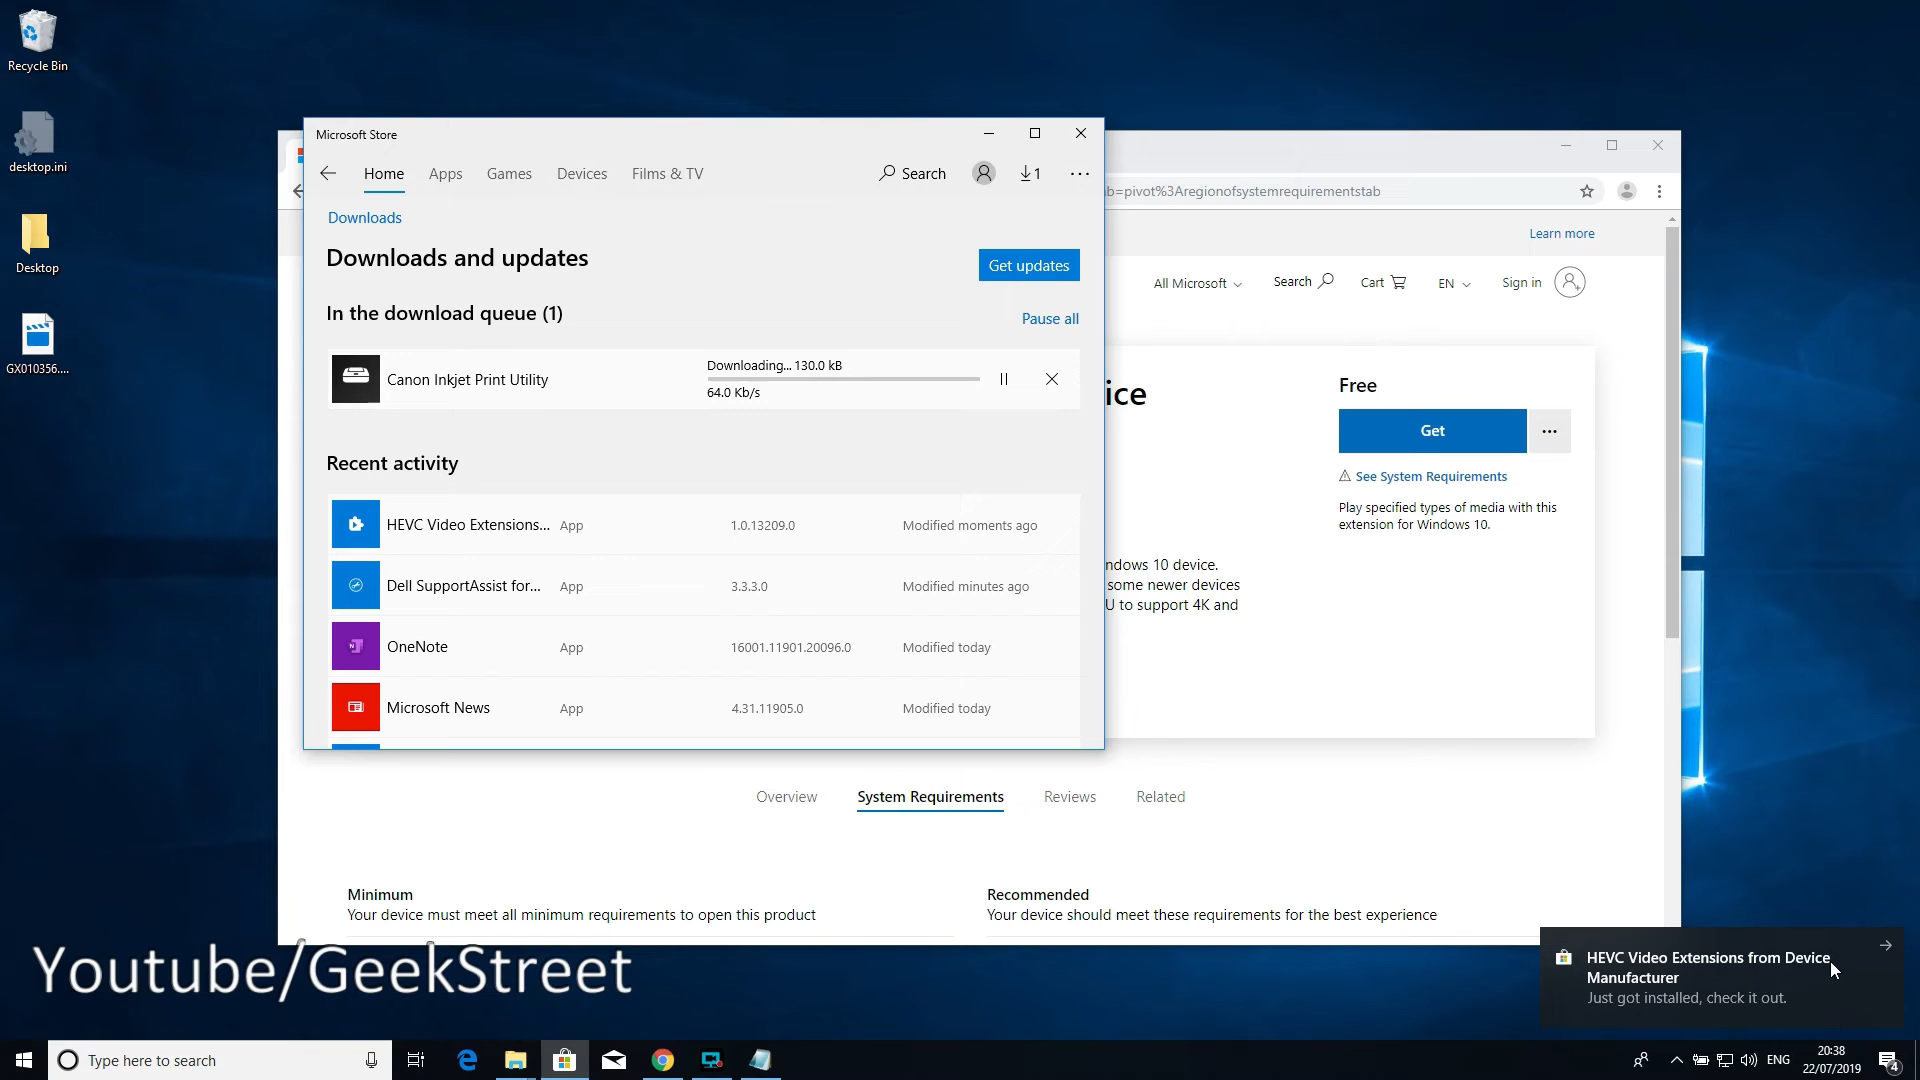 Recycle Bin
desktop.ini
Desktop
GX010356....
Microsoft Store
Home Apps Games Devices Films & TV Search 1
Downloads
Downloads and updates
Get updates
In the download queue (1)
Pause all
Canon Inkjet Print Utility
Downloading... 130.0 kB
64.0 Kb/s
Recent activity
HEVC Video Extensions... App 1.0.13209.0 Modified moments ago
Dell SupportAssist for... App 3.3.3.0 Modified minutes ago
OneNote App 16001.11901.20096.0 Modified today
Microsoft News App 4.31.11905.0 Modified today
b=pivot%3Aregionofsystemrequirementstab
Learn more
All Microsoft Search Cart EN Sign in
ice
Free
Get
See System Requirements
Play specified types of media with this
extension for Windows 10.
ndows 10 device.
some newer devices
U to support 4K and
Overview System Requirements Reviews Related
Minimum
Your device must meet all minimum requirements to open this product
Recommended
Your device should meet these requirements for the best experience
HEVC Video Extensions from Device
Manufacturer
Just got installed, check it out.
Youtube/GeekStreet
Type here to search
ENG
20:38
22/07/2019
4